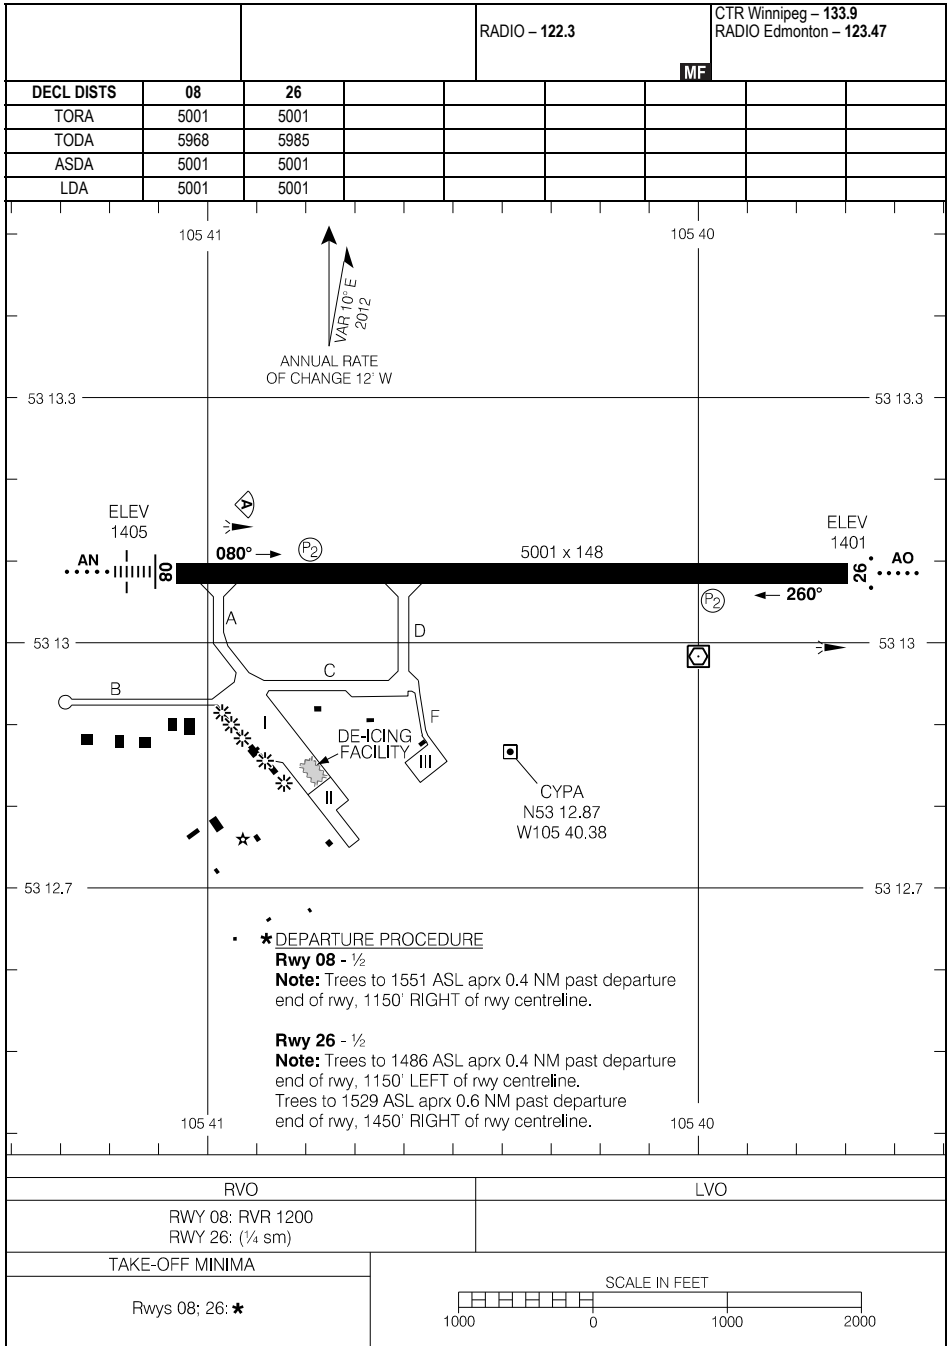 RADIO – 122.3
MF
CTR Winnipeg – 133.9
RADIO Edmonton – 123.47
DECL DISTS 08 26
TORA 5001 5001
TODA 5968 5985
ASDA 5001 5001
LDA 5001 5001
105 41
105 40
VAR 10° E
2012
ANNUAL RATE
OF CHANGE 12' W
53 13.3
53 13.3
A
ELEV
1405
ELEV
1401
080°
P2
5001 x 148
AN
08
26
AO
P2
260°
A
D
53 13
53 13
C
B
I
F
DE-ICING
FACILITY
III
II
CYPA
N53 12.87
W105 40.38
53 12.7
53 12.7
* DEPARTURE PROCEDURE
Rwy 08 - ½
Note: Trees to 1551 ASL aprx 0.4 NM past departure
end of rwy, 1150' RIGHT of rwy centreline.
Rwy 26 - ½
Note: Trees to 1486 ASL aprx 0.4 NM past departure
end of rwy, 1150' LEFT of rwy centreline.
Trees to 1529 ASL aprx 0.6 NM past departure
end of rwy, 1450' RIGHT of rwy centreline.
105 41
105 40
RVO
LVO
RWY 08: RVR 1200
RWY 26: (¼ sm)
TAKE-OFF MINIMA
Rwys 08; 26: *
SCALE IN FEET
1000 0 1000 2000